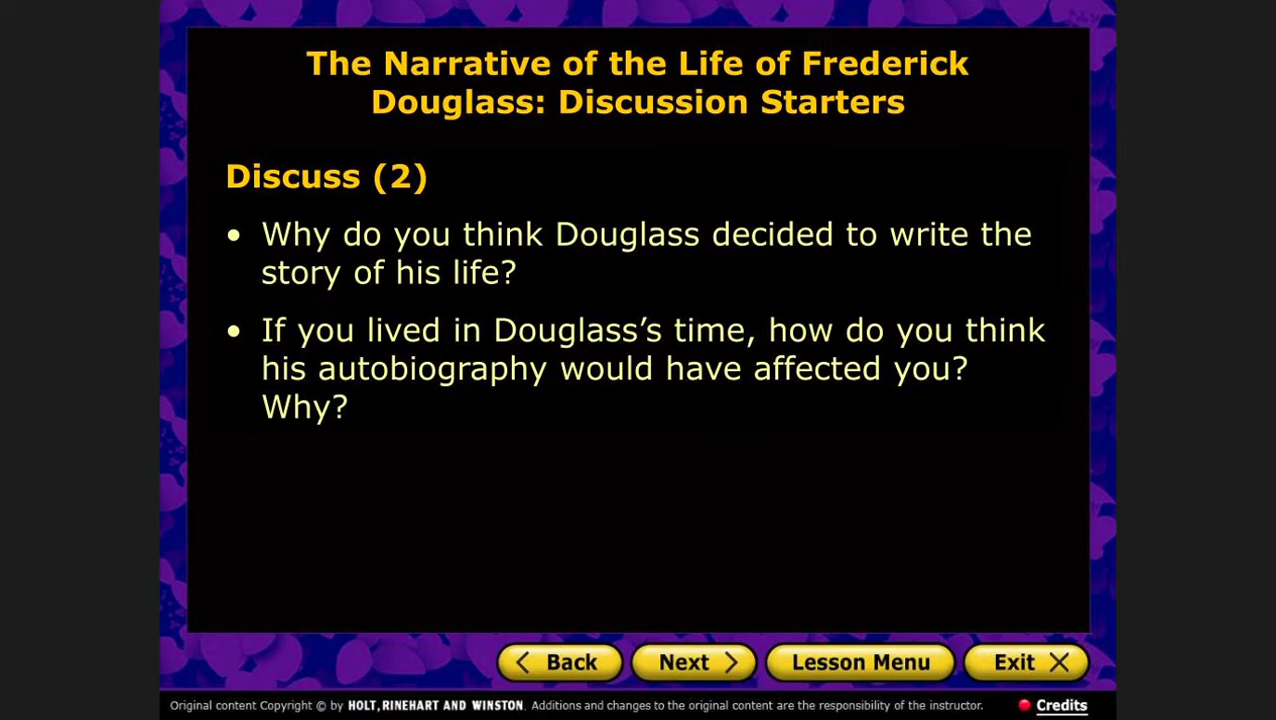 The Narrative of the Life of Frederick
Douglass: Discussion Starters
Discuss (2)
• Why do you think Douglass decided to write the
story of his life?
• If you lived in Douglass’s time, how do you think
his autobiography would have affected you?
Why?
Back Next Lesson Menu Exit
Original content Copyright © by HOLT, RINEHART AND WINSTON. Additions and changes to the original content are the responsibility of the instructor. Credits